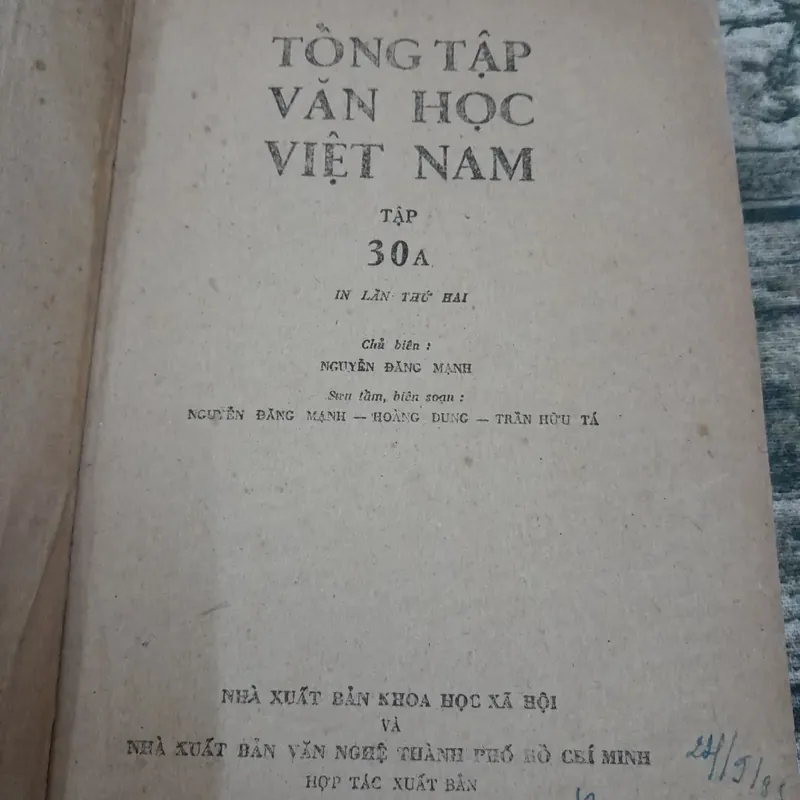 TỔNG TẬP
VĂN HỌC
VIỆT NAM
TẬP
30A
IN LẦN THỨ HAI
Chủ biên :
NGUYỄN ĐĂNG MẠNH
Sưu tầm, biên soạn :
NGUYỄN ĐĂNG MẠNH — HOÀNG DUNG — TRẦN HỮU TÁ
NHÀ XUẤT BẢN KHOA HỌC XÃ HỘI
VÀ
NHÀ XUẤT BẢN VĂN NGHỆ THÀNH PHỐ HỒ CHÍ MINH
HỢP TÁC XUẤT BẢN